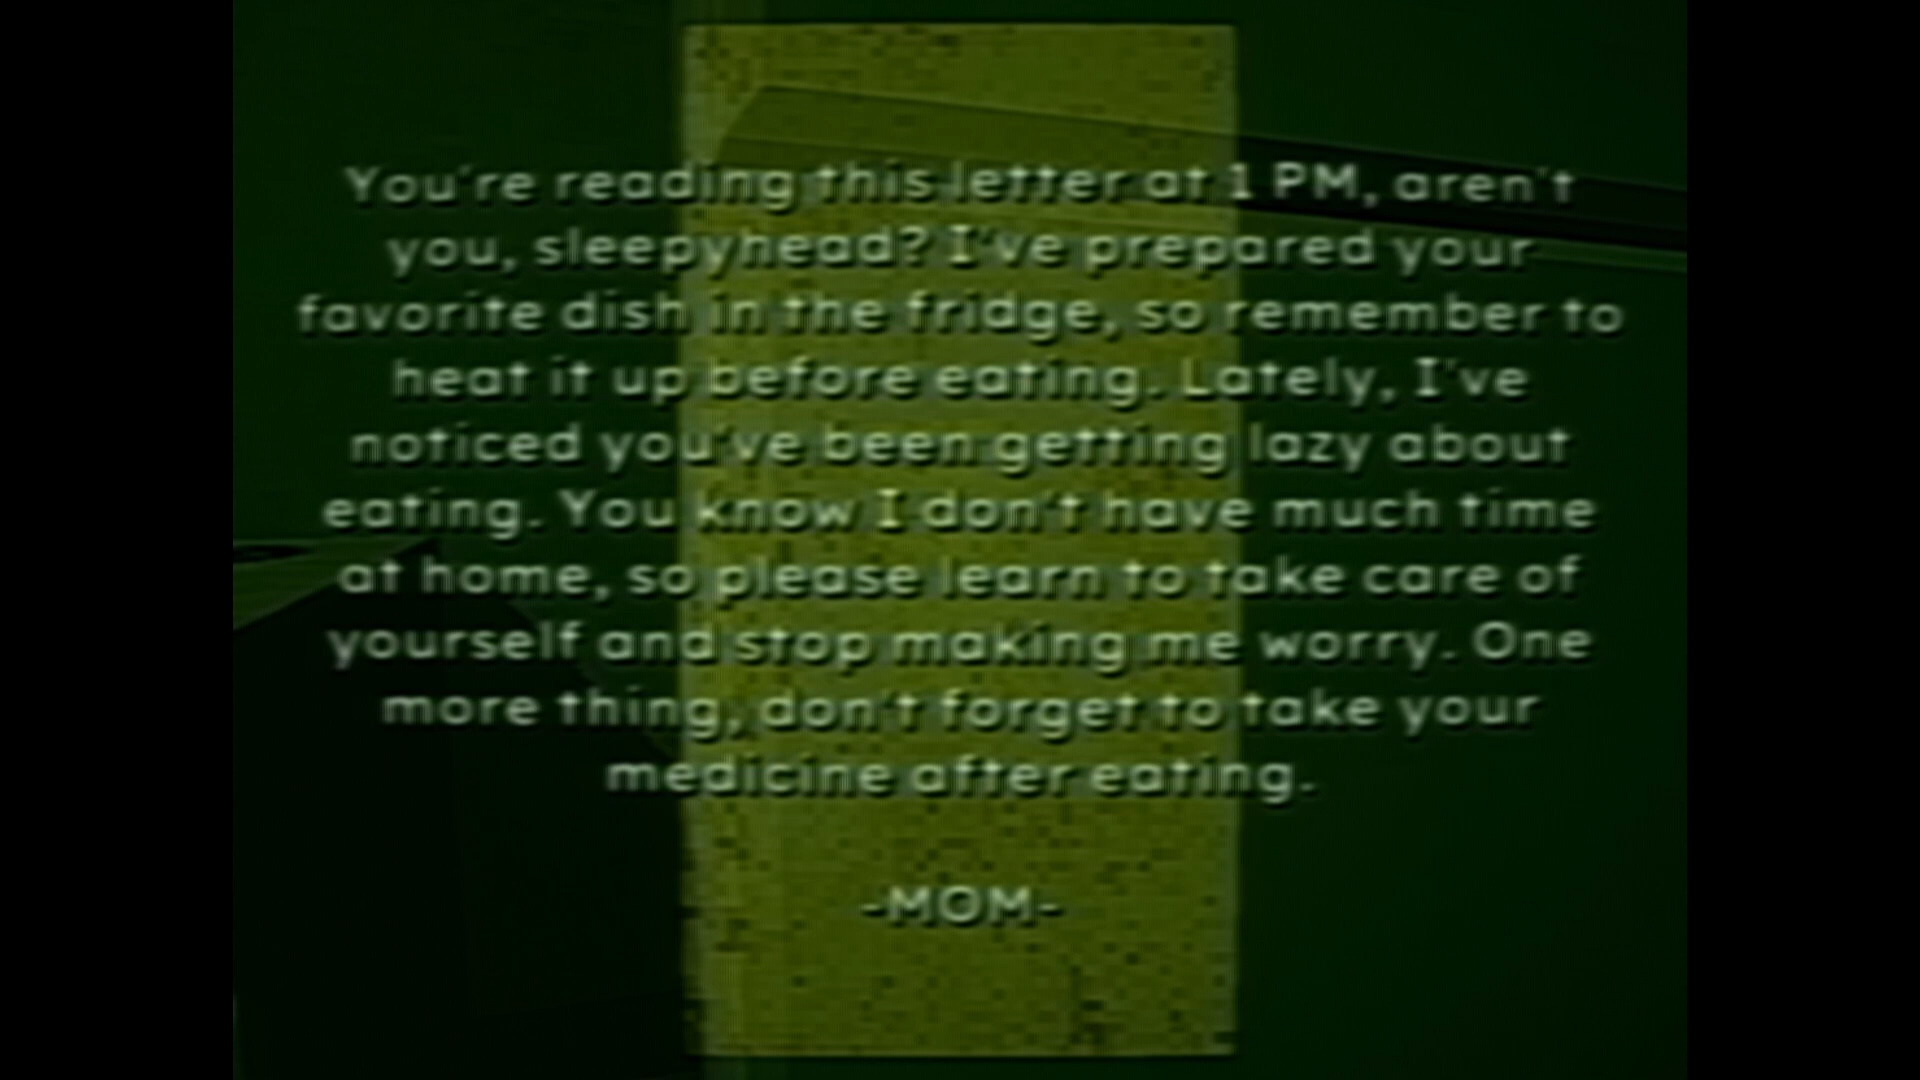 You're reading this letter at 1 PM, aren't
you, sleepyhead? I've prepared your
favorite dish in the fridge, so remember to
heat it up before eating. Lately, I've
noticed you've been getting lazy about
eating. You know I don't have much time
at home, so please learn to take care of
yourself and stop making me worry. One
more thing, don't forget to take your
medicine after eating.
-MOM-